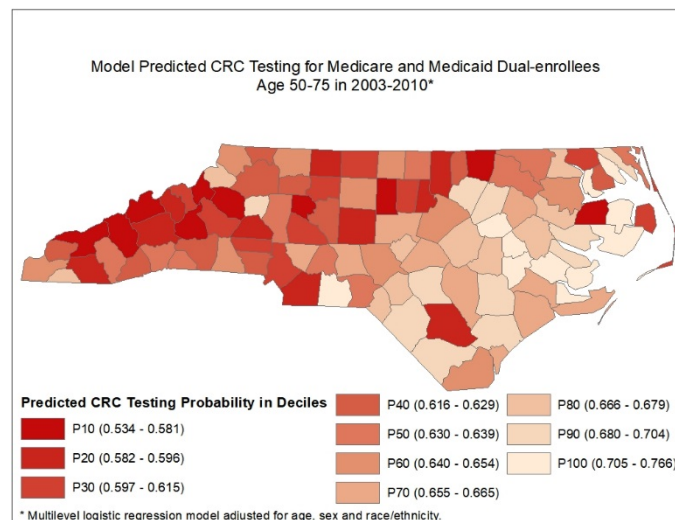 Model Predicted CRC Testing for Medicare and Medicaid Dual-enrollees
Age 50-75 in 2003-2010*
Predicted CRC Testing Probability in Deciles
P10 (0.534 - 0.581)
P20 (0.582 - 0.596)
P30 (0.597 - 0.615)
P40 (0.616 - 0.629)
P50 (0.630 - 0.639)
P60 (0.640 - 0.654)
P70 (0.655 - 0.665)
P80 (0.666 - 0.679)
P90 (0.680 - 0.704)
P100 (0.705 - 0.766)
* Multilevel logistic regression model adjusted for age, sex and race/ethnicity.